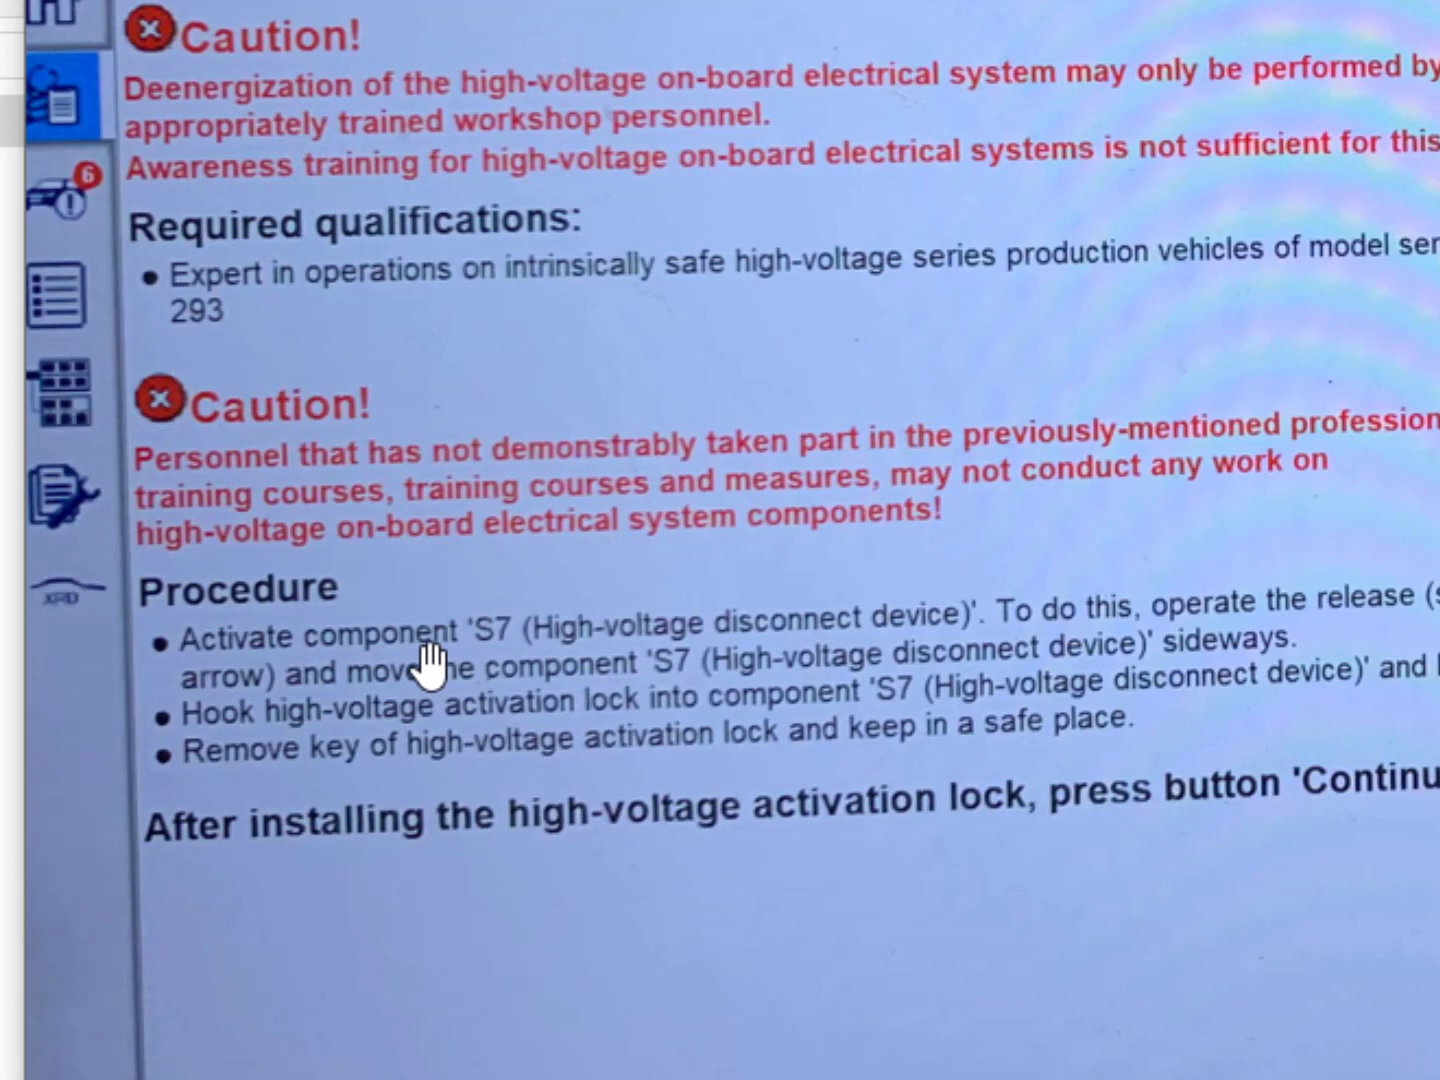 Caution!
Deenergization of the high-voltage on-board electrical system may only be performed by
appropriately trained workshop personnel.
Awareness training for high-voltage on-board electrical systems is not sufficient for this
6
Required qualifications:
● Expert in operations on intrinsically safe high-voltage series production vehicles of model ser
293
Caution!
Personnel that has not demonstrably taken part in the previously-mentioned profession
training courses, training courses and measures, may not conduct any work on
high-voltage on-board electrical system components!
XRD
Procedure
● Activate component 'S7 (High-voltage disconnect device)'. To do this, operate the release (s
arrow) and move the component 'S7 (High-voltage disconnect device)' sideways.
● Hook high-voltage activation lock into component 'S7 (High-voltage disconnect device)' and
● Remove key of high-voltage activation lock and keep in a safe place.
After installing the high-voltage activation lock, press button 'Continu